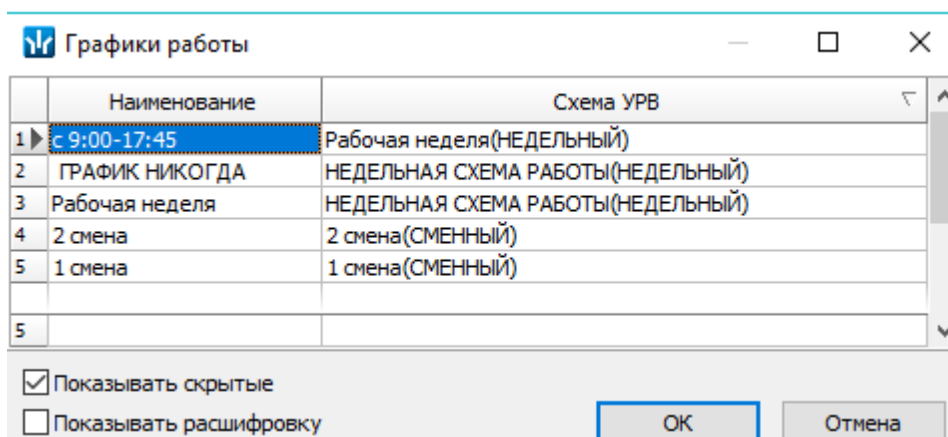 Графики работы
Наименование Схема УРВ
1 с 9:00-17:45 Рабочая неделя(НЕДЕЛЬНЫЙ)
2 ГРАФИК НИКОГДА НЕДЕЛЬНАЯ СХЕМА РАБОТЫ(НЕДЕЛЬНЫЙ)
3 Рабочая неделя НЕДЕЛЬНАЯ СХЕМА РАБОТЫ(НЕДЕЛЬНЫЙ)
4 2 смена 2 смена(СМЕННЫЙ)
5 1 смена 1 смена(СМЕННЫЙ)
5
Показывать скрытые
Показывать расшифровку ОК Отмена